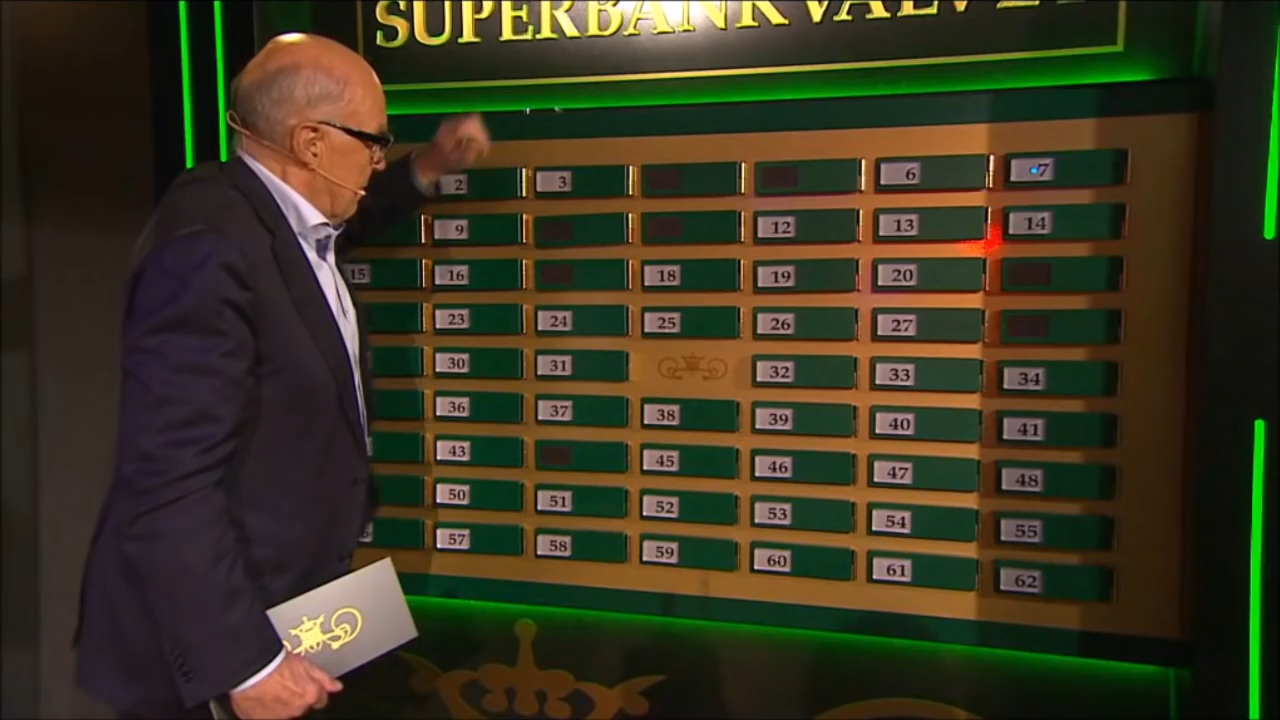 SUPERBANKVALVET
2 3 6 7
9 12 13 14
15 16 18 19 20
23 24 25 26 27
30 31 32 33 34
36 37 38 39 40 41
43 45 46 47 48
50 51 52 53 54 55
57 58 59 60 61 62